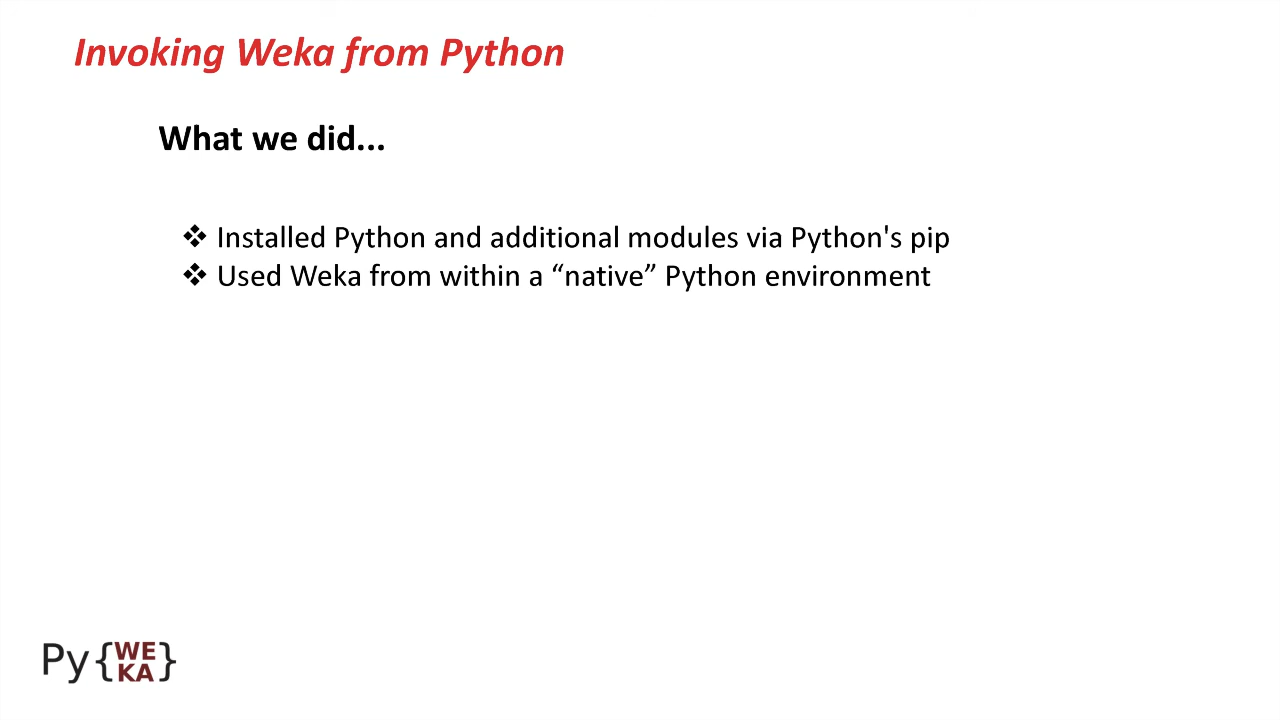 Invoking Weka from Python
What we did...
❖ Installed Python and additional modules via Python's pip
❖ Used Weka from within a “native” Python environment
Py{WE
KA}